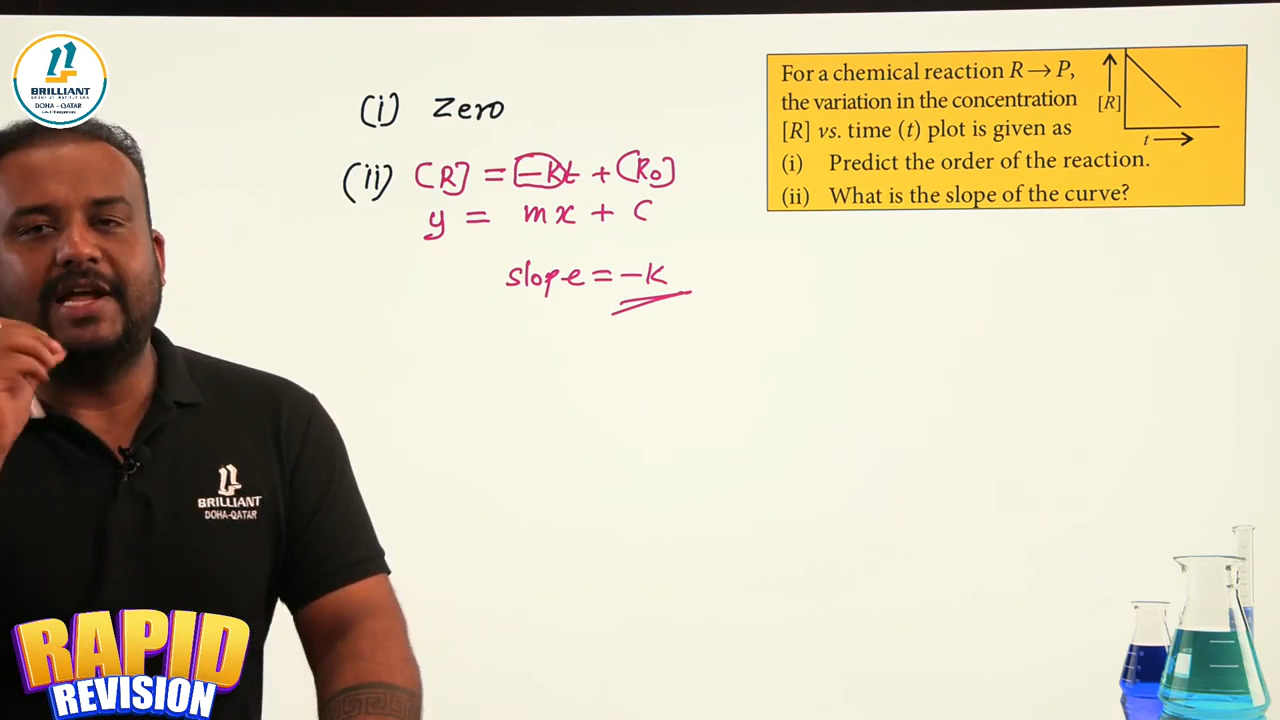 BRILLIANT
DOHA-QATAR
(i) Zero
(ii) [R] = -kt + [R0]
y = mx + C
slope = -k
For a chemical reaction R → P,
the variation in the concentration
[R] vs. time (t) plot is given as
(i) Predict the order of the reaction.
(ii) What is the slope of the curve?
[R]
t
BRILLIANT
DOHA-QATAR
RAPID
REVISION